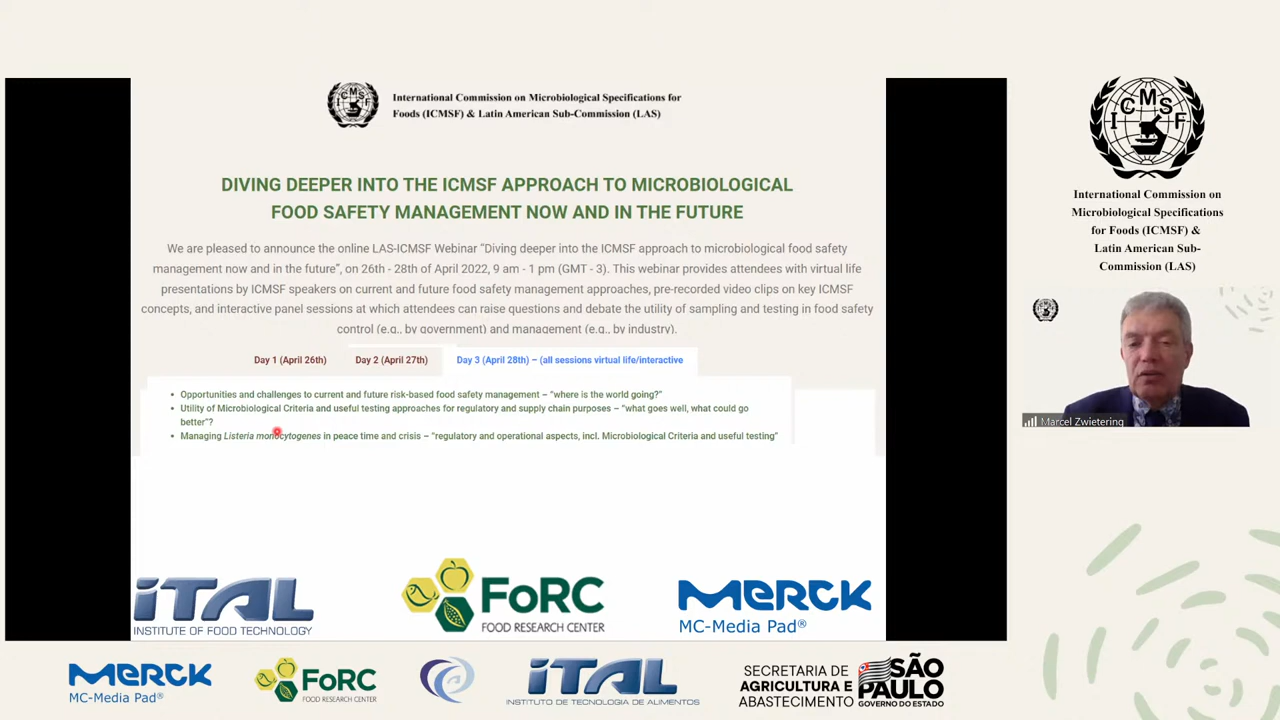 International Commission on Microbiological Specifications for
Foods (ICMSF) & Latin American Sub-Commission (LAS)
DIVING DEEPER INTO THE ICMSF APPROACH TO MICROBIOLOGICAL
FOOD SAFETY MANAGEMENT NOW AND IN THE FUTURE
We are pleased to announce the online LAS-ICMSF Webinar “Diving deeper into the ICMSF approach to microbiological food safety
management now and in the future”, on 26th - 28th of April 2022, 9 am - 1 pm (GMT - 3). This webinar provides attendees with virtual life
presentations by ICMSF speakers on current and future food safety management approaches, pre-recorded video clips on key ICMSF
concepts, and interactive panel sessions at which attendees can raise questions and debate the utility of sampling and testing in food safety
control (e.g., by government) and management (e.g., by industry).
Day 1 (April 26th) Day 2 (April 27th) Day 3 (April 28th) – (all sessions virtual life/interactive
• Opportunities and challenges to current and future risk-based food safety management – “where is the world going?”
• Utility of Microbiological Criteria and useful testing approaches for regulatory and supply chain purposes – “what goes well, what could go
better”?
• Managing Listeria monocytogenes in peace time and crisis – “regulatory and operational aspects, incl. Microbiological Criteria and useful testing”
iTAL
INSTITUTE OF FOOD TECHNOLOGY
FoRC
FOOD RESEARCH CENTER
MERCK
MC-Media Pad®
ICMSF
International Commission on
Microbiological Specifications
for Foods (ICMSF) &
Latin American Sub-
Commission (LAS)
Marcel Zwietering
MERCK
MC-Media Pad®
FoRC
FOOD RESEARCH CENTER
iTAL
INSTITUTO DE TECNOLOGIA DE ALIMENTOS
SECRETARIA DE
AGRICULTURA E
ABASTECIMENTO
SÃO
PAULO
GOVERNO DO ESTADO